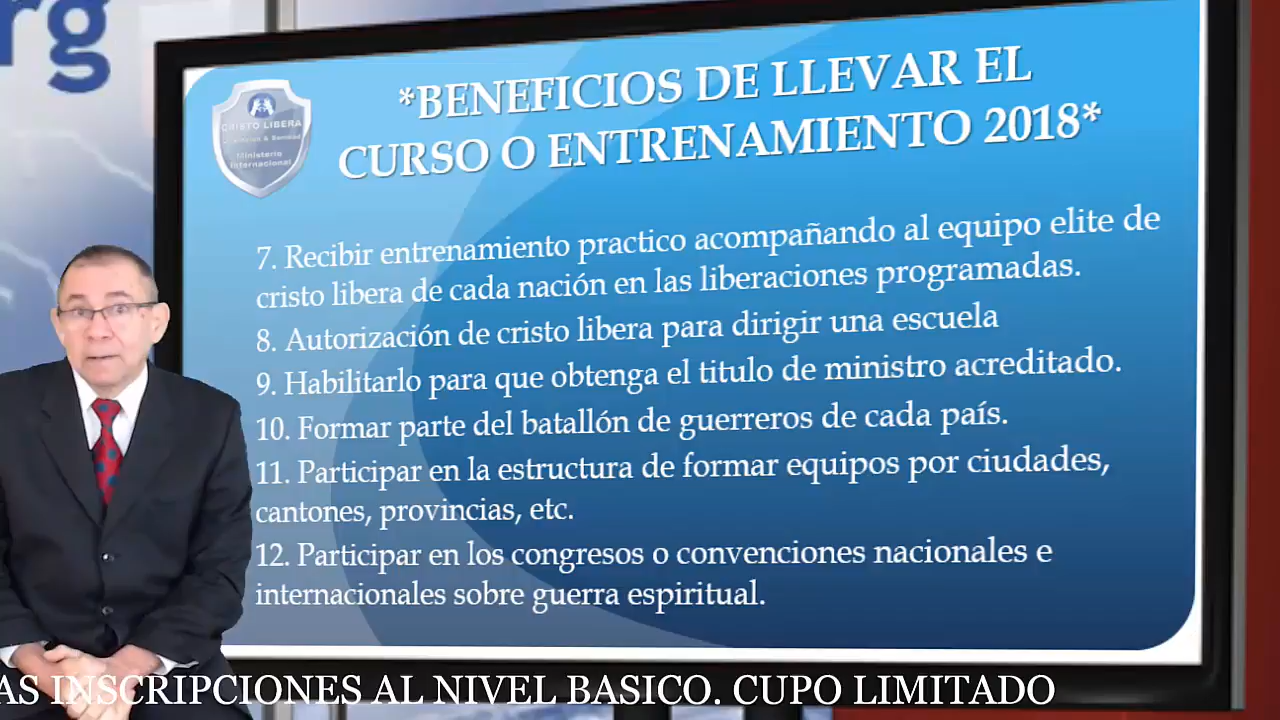 rg
*BENEFICIOS DE LLEVAR EL
CURSO O ENTRENAMIENTO 2018*
CRISTO LIBERA
Ministerio
Internacional
7. Recibir entrenamiento practico acompañando al equipo elite de
cristo libera de cada nación en las liberaciones programadas.
8. Autorización de cristo libera para dirigir una escuela
9. Habilitarlo para que obtenga el titulo de ministro acreditado.
10. Formar parte del batallón de guerreros de cada país.
11. Participar en la estructura de formar equipos por ciudades,
cantones, provincias, etc.
12. Participar en los congresos o convenciones nacionales e
internacionales sobre guerra espiritual.
AS INSCRIPCIONES AL NIVEL BASICO. CUPO LIMITADO